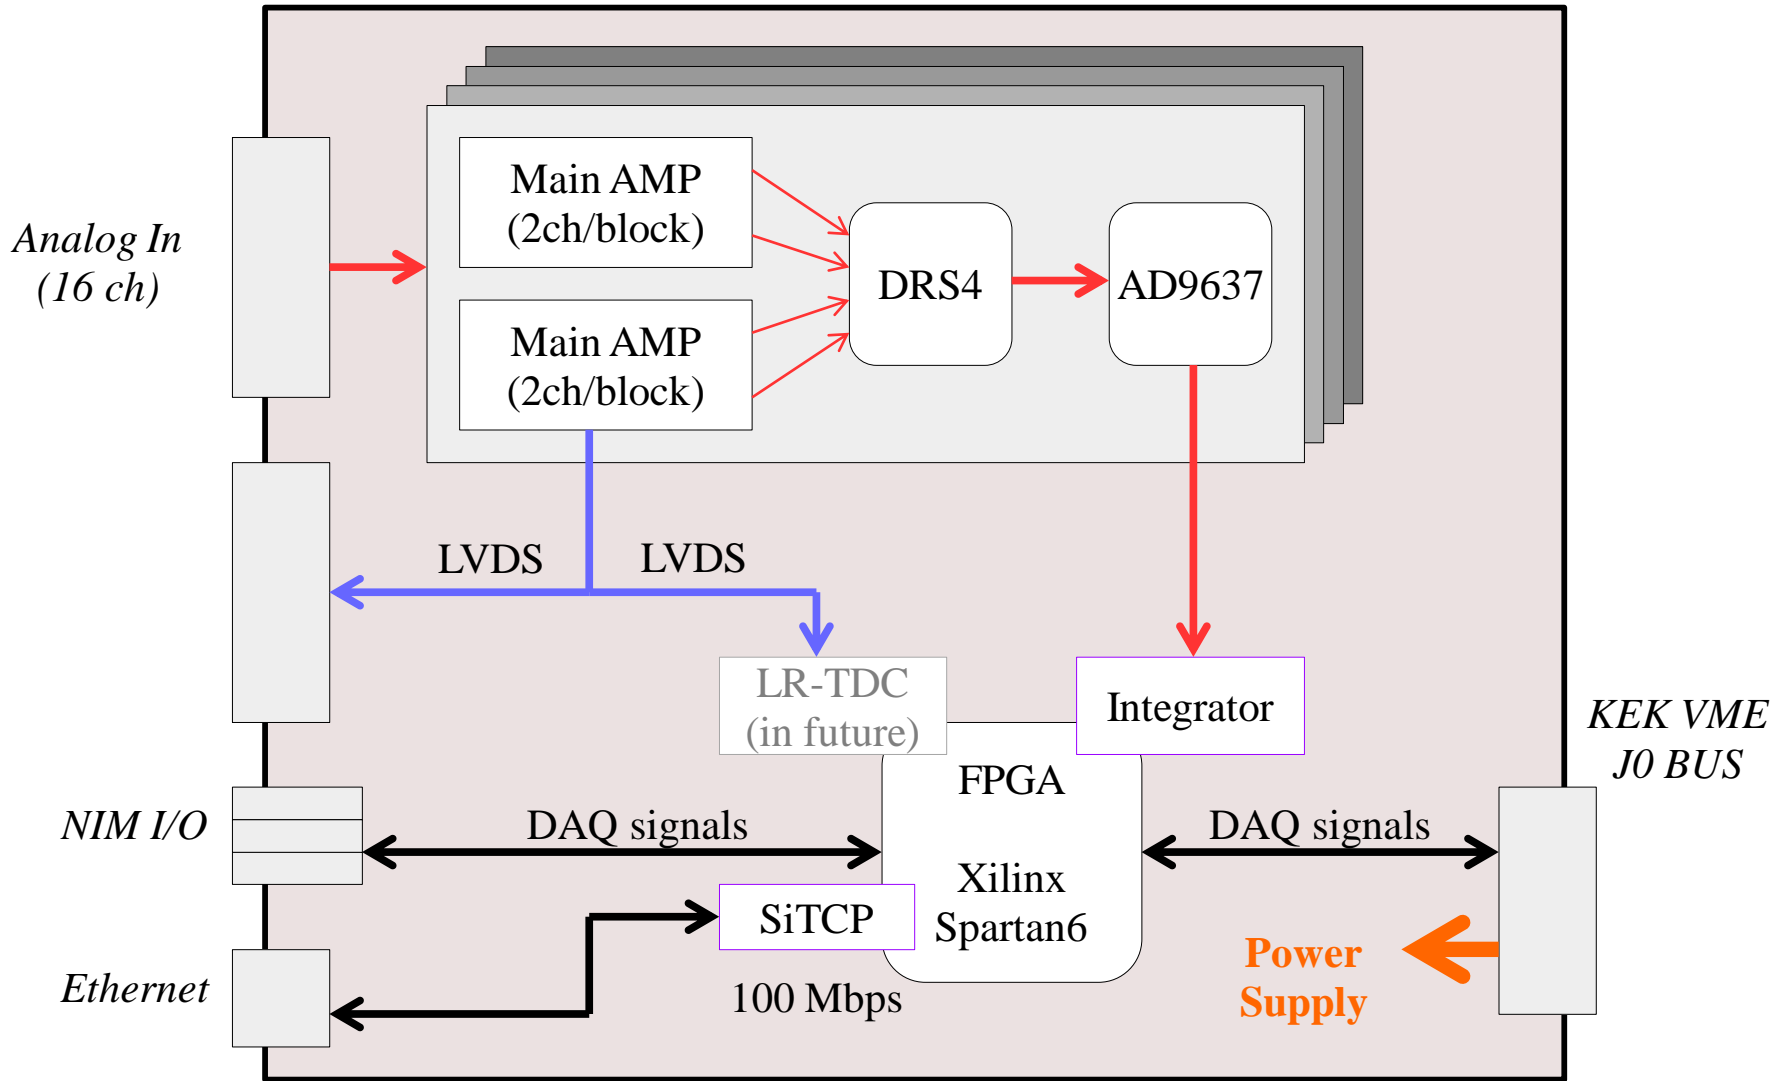 Main AMP
(2ch/block)
Analog In
(16 ch)
DRS4
AD9637
Main AMP
(2ch/block)
LVDS
LVDS
LR-TDC
(in future)
Integrator
KEK VME
J0 BUS
FPGA
NIM I/O
DAQ signals
DAQ signals
Xilinx
Spartan6
SiTCP
Power
Supply
Ethernet
100 Mbps